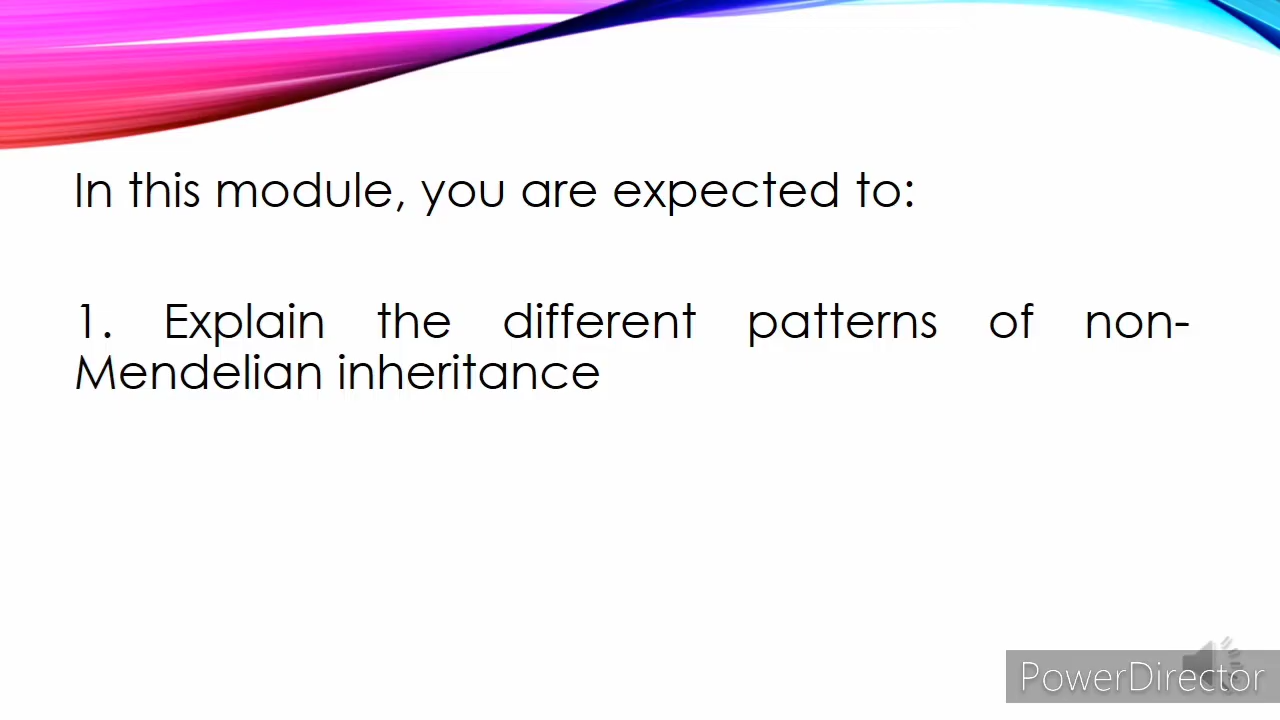 In this module, you are expected to:
1. Explain the different patterns of non-
Mendelian inheritance
PowerDirector